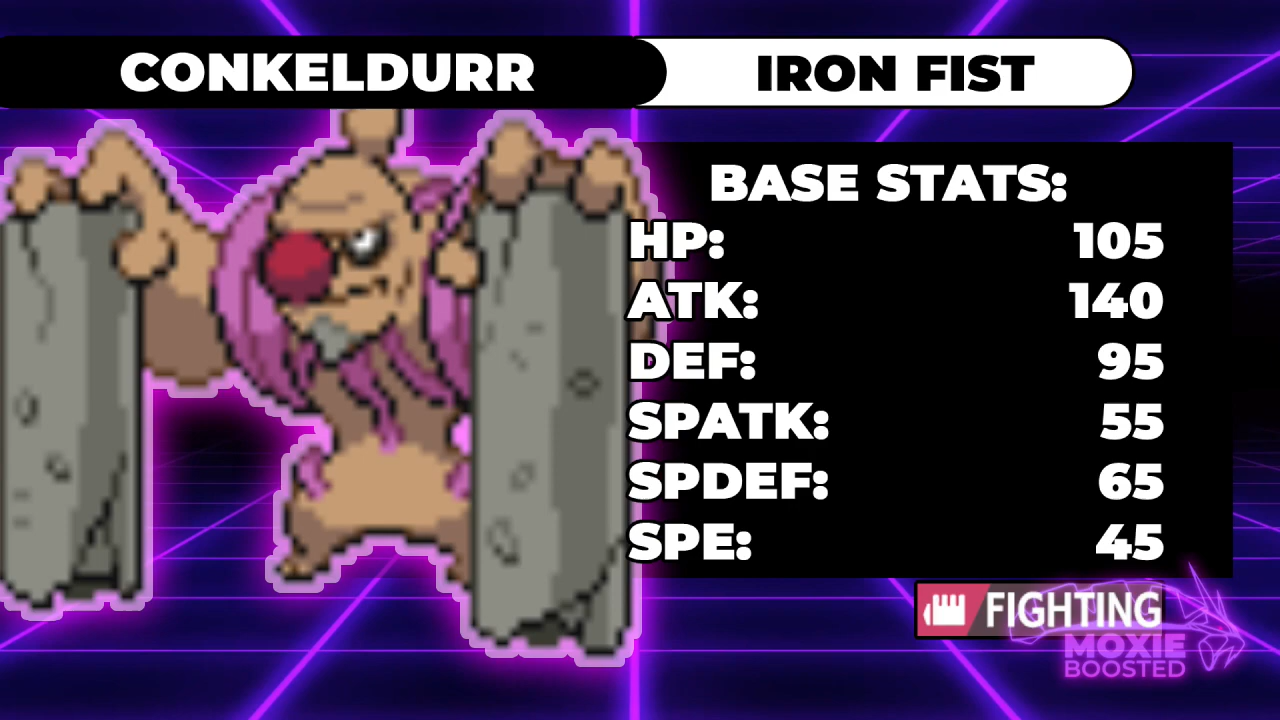 CONKELDURR
IRON FIST
BASE STATS:
HP: 105
ATK: 140
DEF: 95
SPATK: 55
SPDEF: 65
SPE: 45
FIGHTING
MOXIE
BOOSTED